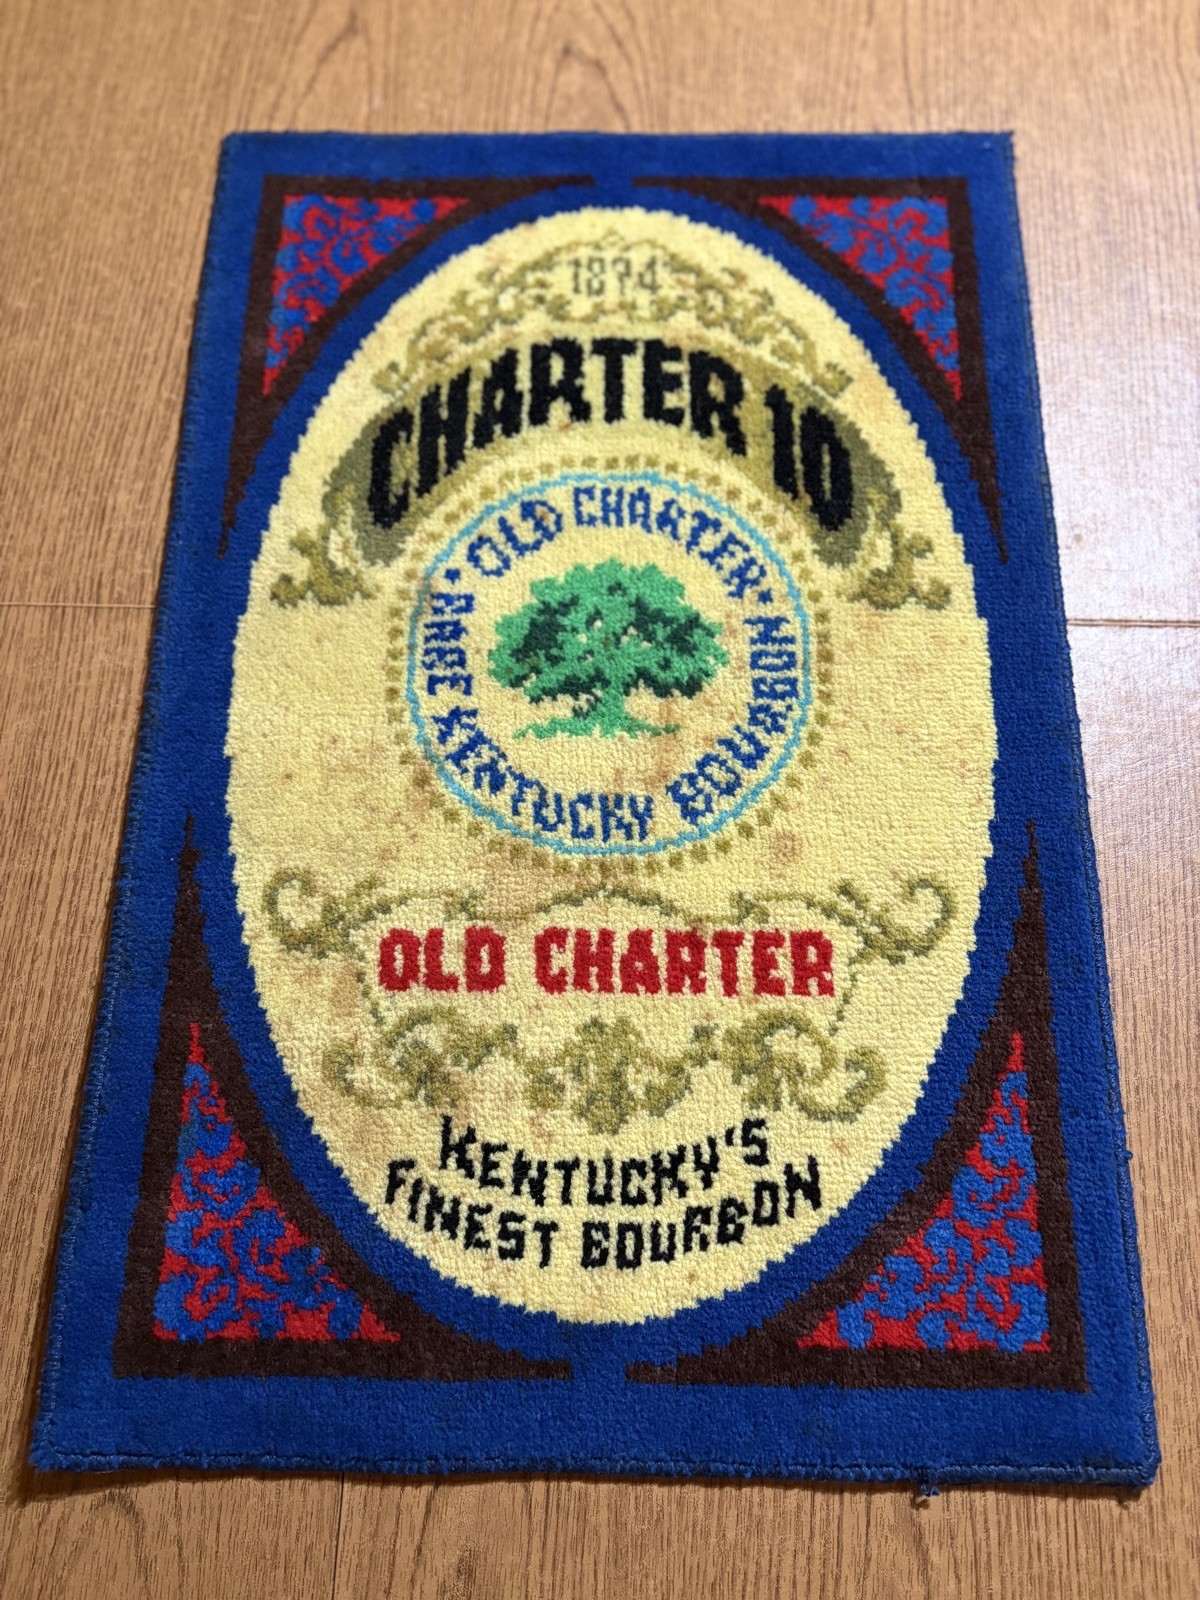 1874
CHARTER 10
· OLD CHARTER ·
RARE KENTUCKY BOURBON
OLD CHARTER
KENTUCKY'S
FINEST BOURBON